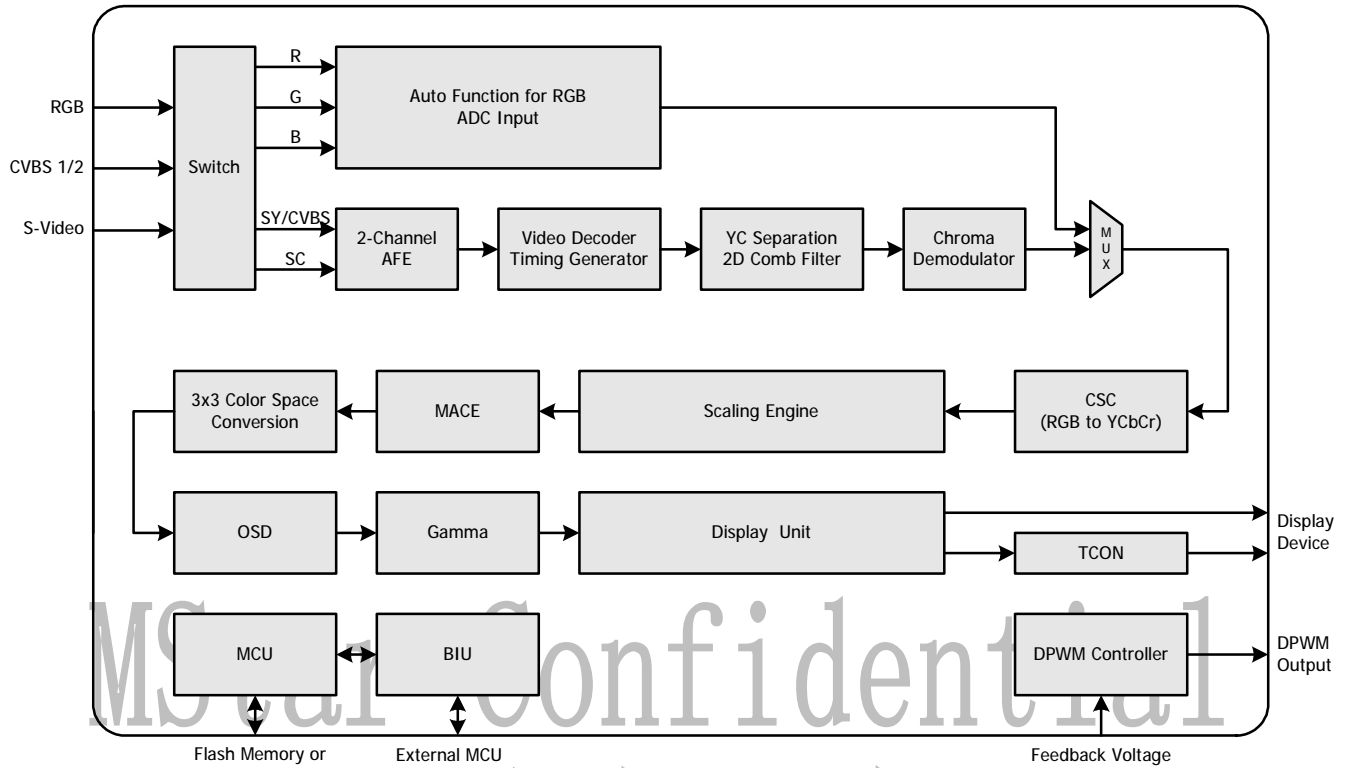 R
RGB
G
Auto Function for RGB
ADC Input
B
CVBS 1/2
Switch
S-Video
SY/CVBS
SC
2-Channel
AFE
Video Decoder
Timing Generator
YC Separation
2D Comb Filter
Chroma
Demodulator
M
U
X
3x3 Color Space
Conversion
MACE
Scaling Engine
CSC
(RGB to YCbCr)
OSD
Gamma
Display Unit
TCON
Display
Device
MStar Confidential
MCU
BIU
DPWM Controller
DPWM
Output
Flash Memory or
External MCU
Feedback Voltage